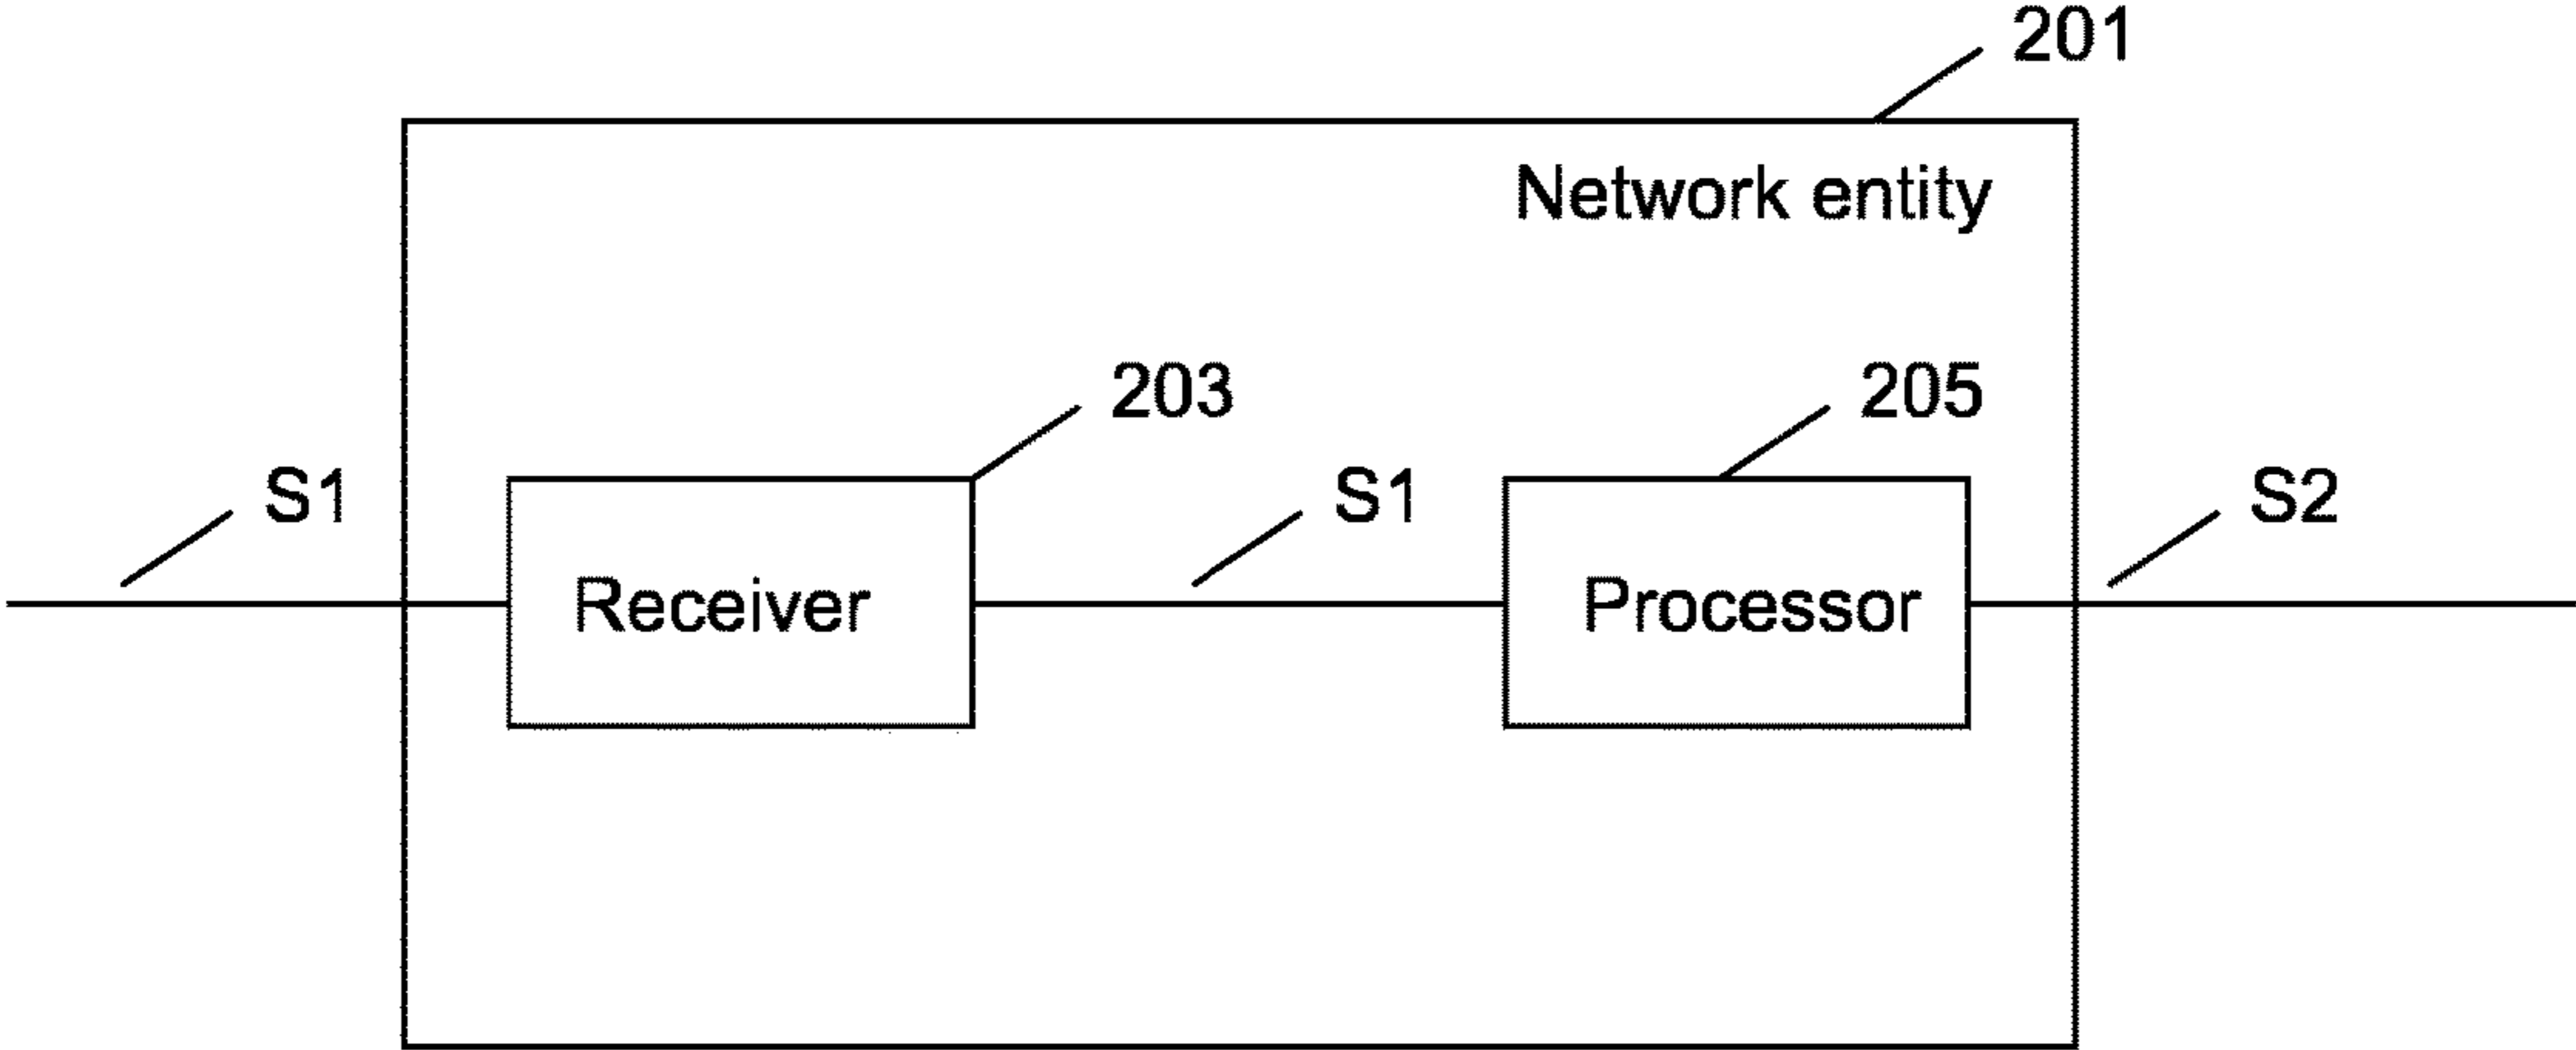 201
Network entity
203
205
S1
S1
S2
Receiver
Processor